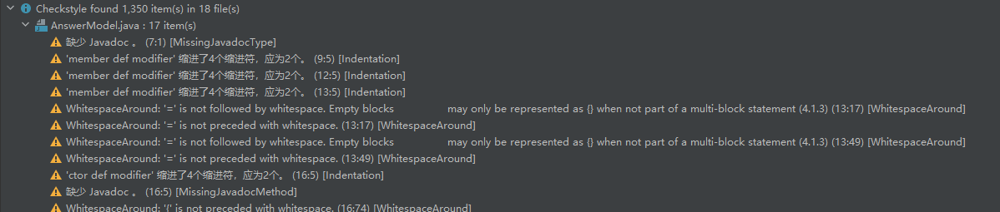 Checkstyle found 1,350 item(s) in 18 file(s)
AnswerModel.java : 17 item(s)
缺少 Javadoc 。 (7:1) [MissingJavadocType]
'member def modifier' 缩进了4个缩进符，应为2个。 (9:5) [Indentation]
'member def modifier' 缩进了4个缩进符，应为2个。 (12:5) [Indentation]
'member def modifier' 缩进了4个缩进符，应为2个。 (13:5) [Indentation]
WhitespaceAround: '=' is not followed by whitespace. Empty blocks may only be represented as {} when not part of a multi-block statement (4.1.3) (13:17) [WhitespaceAround]
WhitespaceAround: '=' is not preceded with whitespace. (13:17) [WhitespaceAround]
WhitespaceAround: '=' is not followed by whitespace. Empty blocks may only be represented as {} when not part of a multi-block statement (4.1.3) (13:49) [WhitespaceAround]
WhitespaceAround: '=' is not preceded with whitespace. (13:49) [WhitespaceAround]
'ctor def modifier' 缩进了4个缩进符，应为2个。 (16:5) [Indentation]
缺少 Javadoc 。 (16:5) [MissingJavadocMethod]
WhitespaceAround: '{' is not preceded with whitespace. (16:74) [WhitespaceAround]